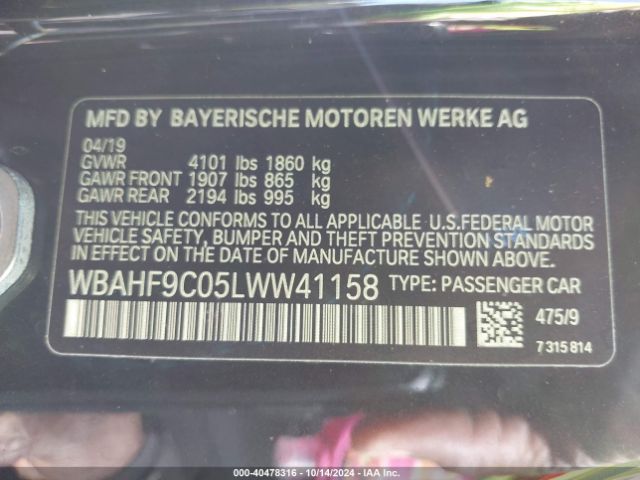 MFD BY BAYERISCHE MOTOREN WERKE AG
04/19
GVWR 4101 lbs 1860 kg
GAWR FRONT 1907 lbs 865 kg
GAWR REAR 2194 lbs 995 kg
THIS VEHICLE CONFORMS TO ALL APPLICABLE U.S.FEDERAL MOTOR
VEHICLE SAFETY, BUMPER AND THEFT PREVENTION STANDARDS
IN EFFECT ON THE DATE OF MANUFACTURE SHOWN ABOVE.
WBAHF9C05LWW41158 TYPE: PASSENGER CAR
475/9
7 315 814
000-40478316 | 10/14/2024 | IAA Inc.